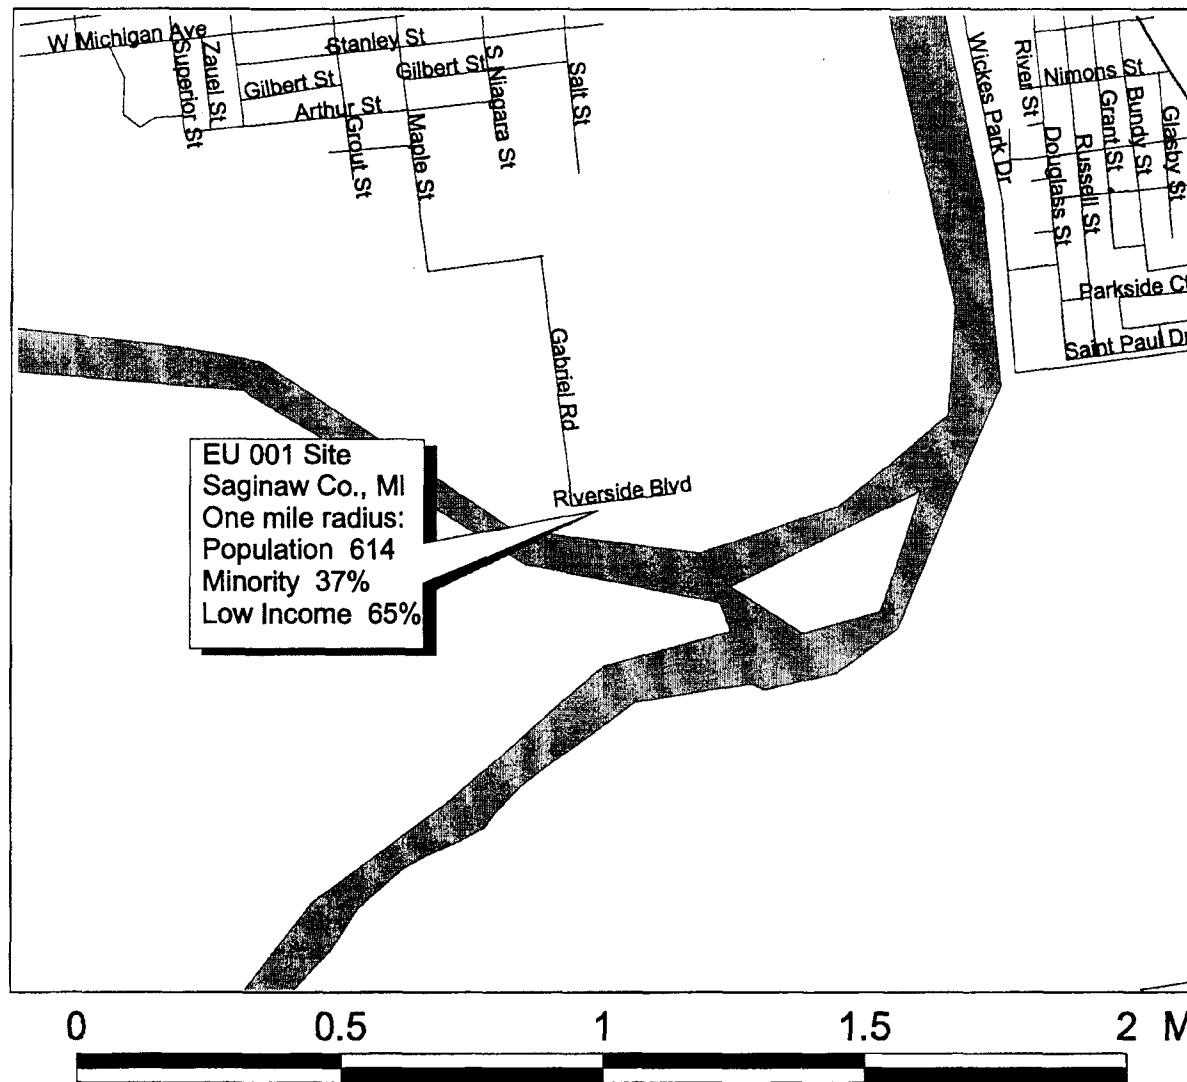 W Michigan Ave
Superior St
Zauel St
Stanley St
Gilbert St
Gilbert St
Arthur St
Grout St
Maple St
S Niagara St
Salt St
Wickes Park Dr
River St
Nimons St
Douglass St
Russell St
Grant St
Bundy St
Glasby St
Parkside Ct
Saint Paul Dr
Gabriel Rd
Riverside Blvd
EU 001 Site
Saginaw Co., MI
One mile radius:
Population 614
Minority 37%
Low Income 65%
0 0.5 1 1.5 2 M